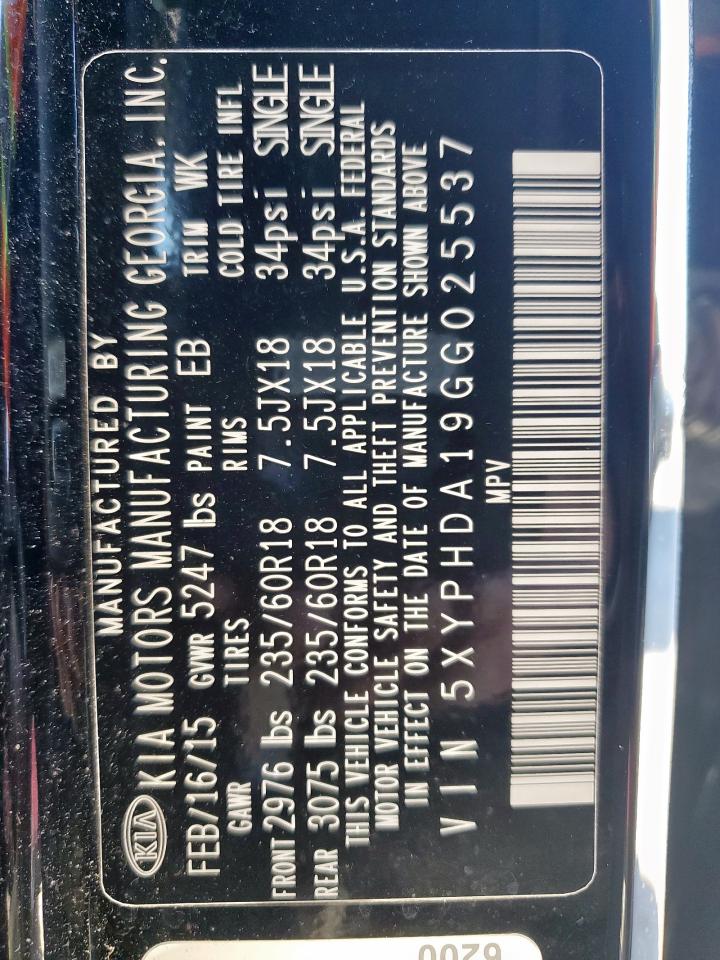 MANUFACTURED BY
KIA KIA MOTORS MANUFACTURING GEORGIA. INC.
FEB/16/15 GVWR 5247 lbs PAINT EB TRIM WK
GAWR TIRES RIMS COLD TIRE INFL
FRONT 2976 lbs 235/60R18 7.5JX18 34psi SINGLE
REAR 3075 lbs 235/60R18 7.5JX18 34psi SINGLE
THIS VEHICLE CONFORMS TO ALL APPLICABLE U.S.A. FEDERAL
MOTOR VEHICLE SAFETY AND THEFT PREVENTION STANDARDS
IN EFFECT ON THE DATE OF MANUFACTURE SHOWN ABOVE
VIN 5XYPHDA19GG025537
MPV
6200